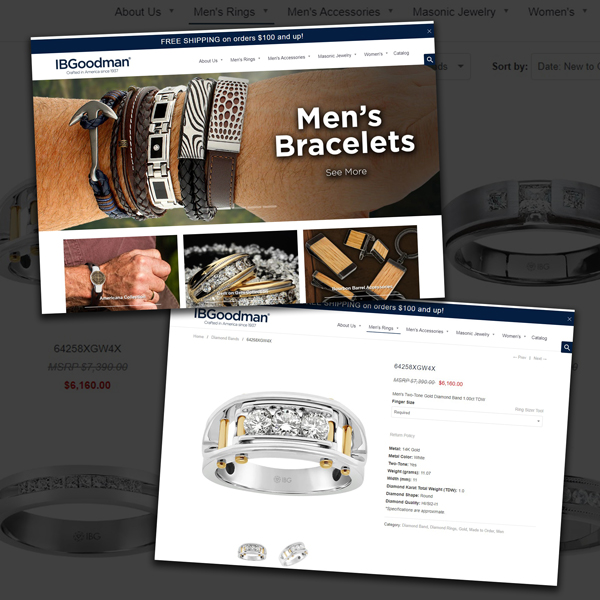 About Us Men's Rings Men's Accessories Masonic Jewelry Women's
Sort by: Date: New to
FREE SHIPPING on orders $100 and up!
IBGoodman®
Crafted in America since 1937
About Us Men's Rings Men's Accessories Masonic Jewelry Women's Catalog
Men's
Bracelets
See More
Americana Collection
Bourbon Barrel Accessories
64258XGW4X
MSRP $7,390.00
$6,160.00
SHIPPING on orders $100 and up!
IBGoodman®
Crafted in America since 1937
About Us Men's Rings Men's Accessories Masonic Jewelry Women's Catalog
Home / Diamond Bands / 64258XGW4X
← Prev | Next →
64258XGW4X
MSRP $7,390.00 $6,160.00
Men's Two-Tone Gold Diamond Band 1.00ct TDW
Finger Size
Ring Sizer Tool
Required
Return Policy
Metal: 14K Gold
Metal Color: White
Two-Tone: Yes
Weight (grams): 11.07
Width (mm): 11
Diamond Karat Total Weight (TDW): 1.0
Diamond Shape: Round
Diamond Quality: HI/SI2-I1
*Specifications are approximate
Category: Diamond Band, Diamond Rings, Gold, Made to Order, Men
IBG
IBG
IBG